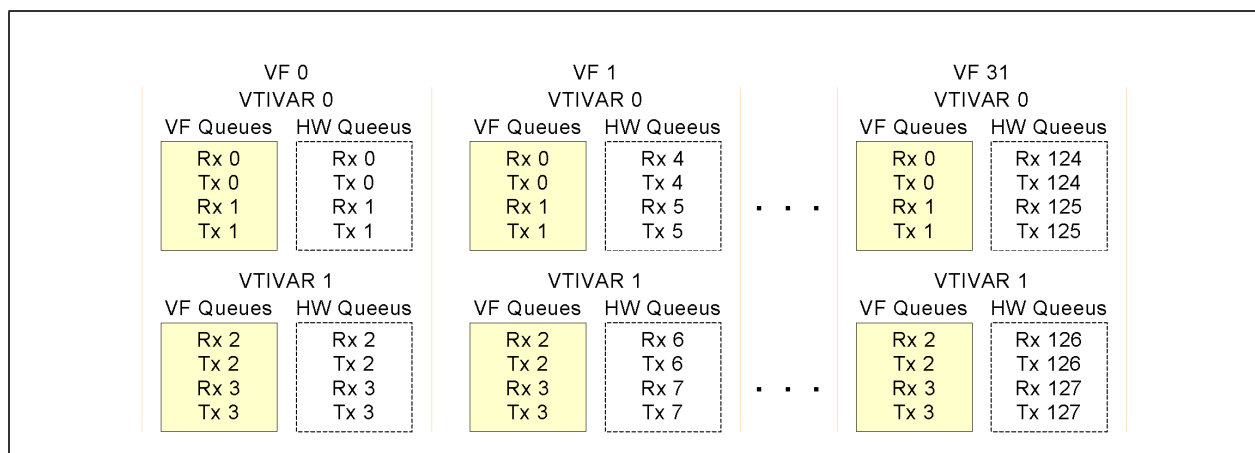 VF 0
VTIVAR 0
VF Queues HW Queeus
Rx 0 Rx 0
Tx 0 Tx 0
Rx 1 Rx 1
Tx 1 Tx 1
VTIVAR 1
VF Queues HW Queeus
Rx 2 Rx 2
Tx 2 Tx 2
Rx 3 Rx 3
Tx 3 Tx 3
VF 1
VTIVAR 0
VF Queues HW Queeus
Rx 0 Rx 4
Tx 0 Tx 4
Rx 1 Rx 5
Tx 1 Tx 5
VTIVAR 1
VF Queues HW Queeus
Rx 2 Rx 6
Tx 2 Tx 6
Rx 3 Rx 7
Tx 3 Tx 7
. . .
. . .
VF 31
VTIVAR 0
VF Queues HW Queeus
Rx 0 Rx 124
Tx 0 Tx 124
Rx 1 Rx 125
Tx 1 Tx 125
VTIVAR 1
VF Queues HW Queeus
Rx 2 Rx 126
Tx 2 Tx 126
Rx 3 Rx 127
Tx 3 Tx 127